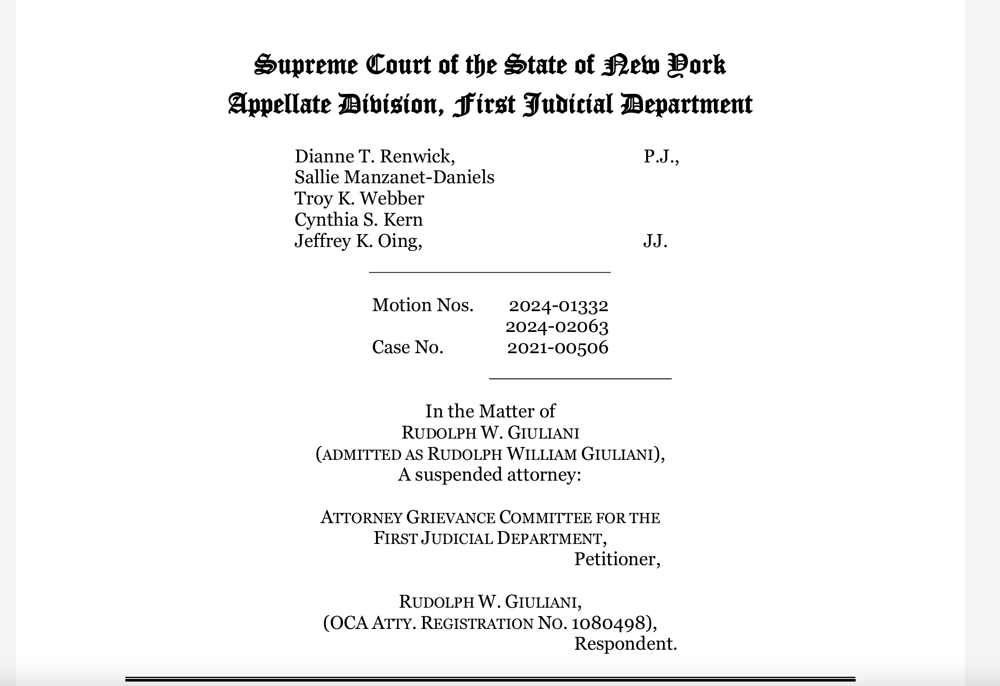 Supreme Court of the State of New York
Appellate Division, First Judicial Department
Dianne T. Renwick, P.J.,
Sallie Manzanet-Daniels
Troy K. Webber
Cynthia S. Kern
Jeffrey K. Oing, JJ.
Motion Nos. 2024-01332
2024-02063
Case No. 2021-00506
In the Matter of
RUDOLPH W. GIULIANI
(ADMITTED AS RUDOLPH WILLIAM GIULIANI),
A suspended attorney:
ATTORNEY GRIEVANCE COMMITTEE FOR THE
FIRST JUDICIAL DEPARTMENT,
Petitioner,
RUDOLPH W. GIULIANI,
(OCA ATTY. REGISTRATION NO. 1080498),
Respondent.